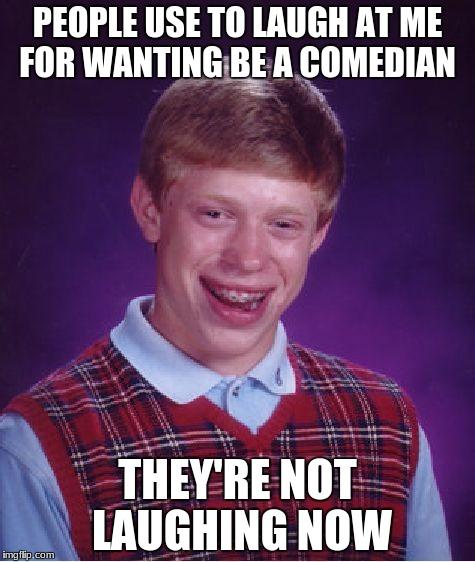 PEOPLE USE TO LAUGH AT ME
FOR WANTING BE A COMEDIAN
THEY'RE NOT
LAUGHING NOW
imgflip.com